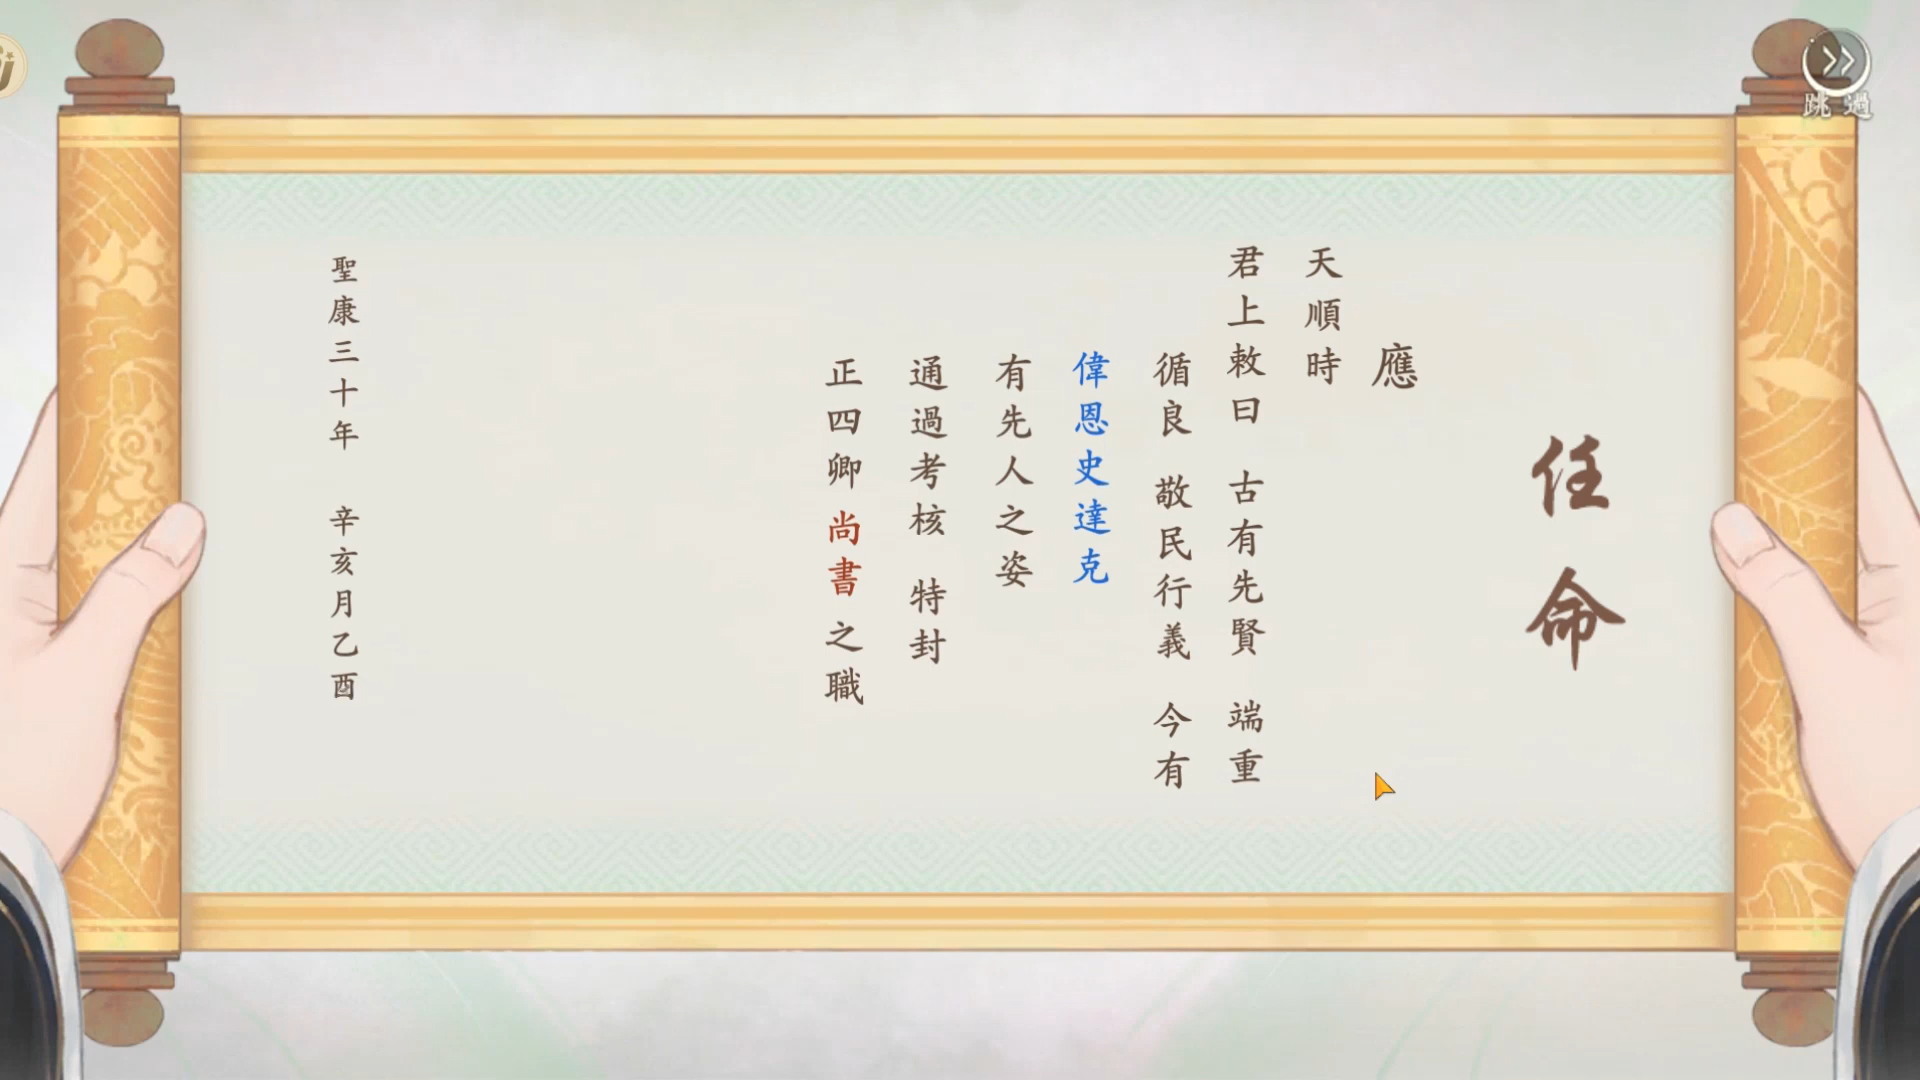 任命
應
天順時
君上敕曰 古有先賢 端重
循良 敬民行義 今有
偉恩史達克
有先人之姿
通過考核 特封
正四卿 尚書 之職
聖康三十年 辛亥月乙酉
跳過